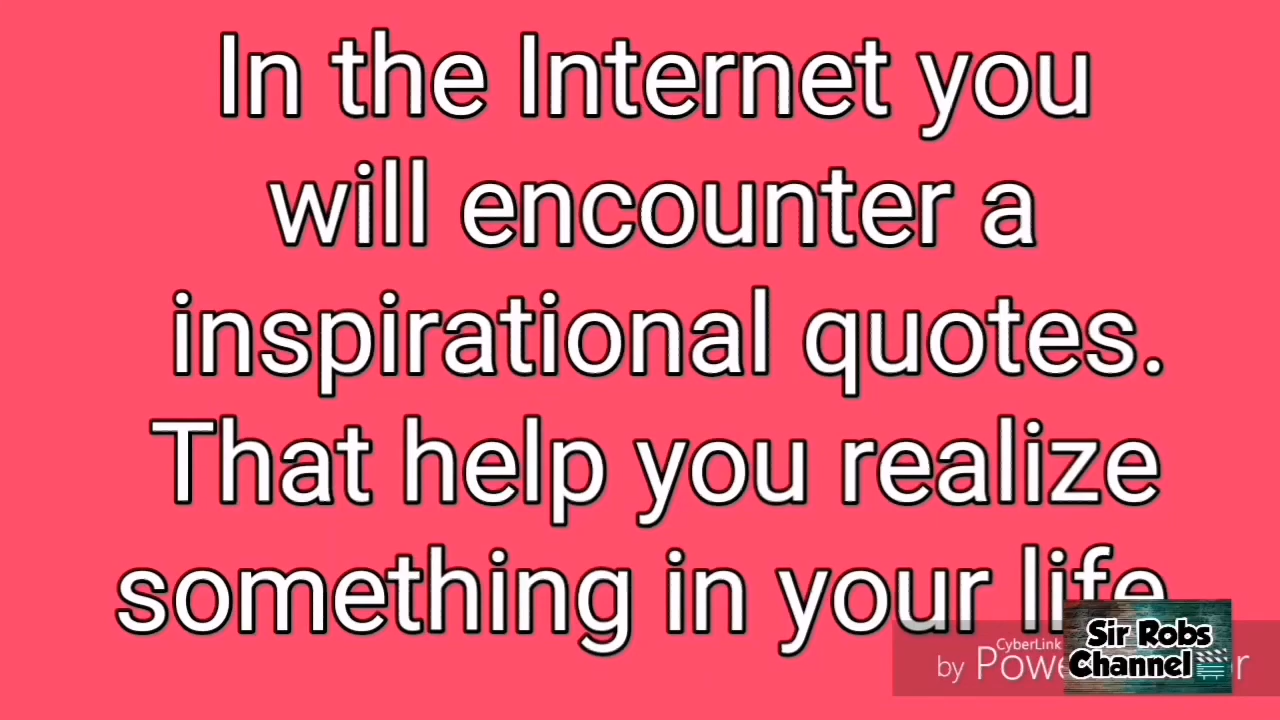 In the Internet you
will encounter a
inspirational quotes.
That help you realize
something in your life
CyberLink
by
Sir Robs
Channel